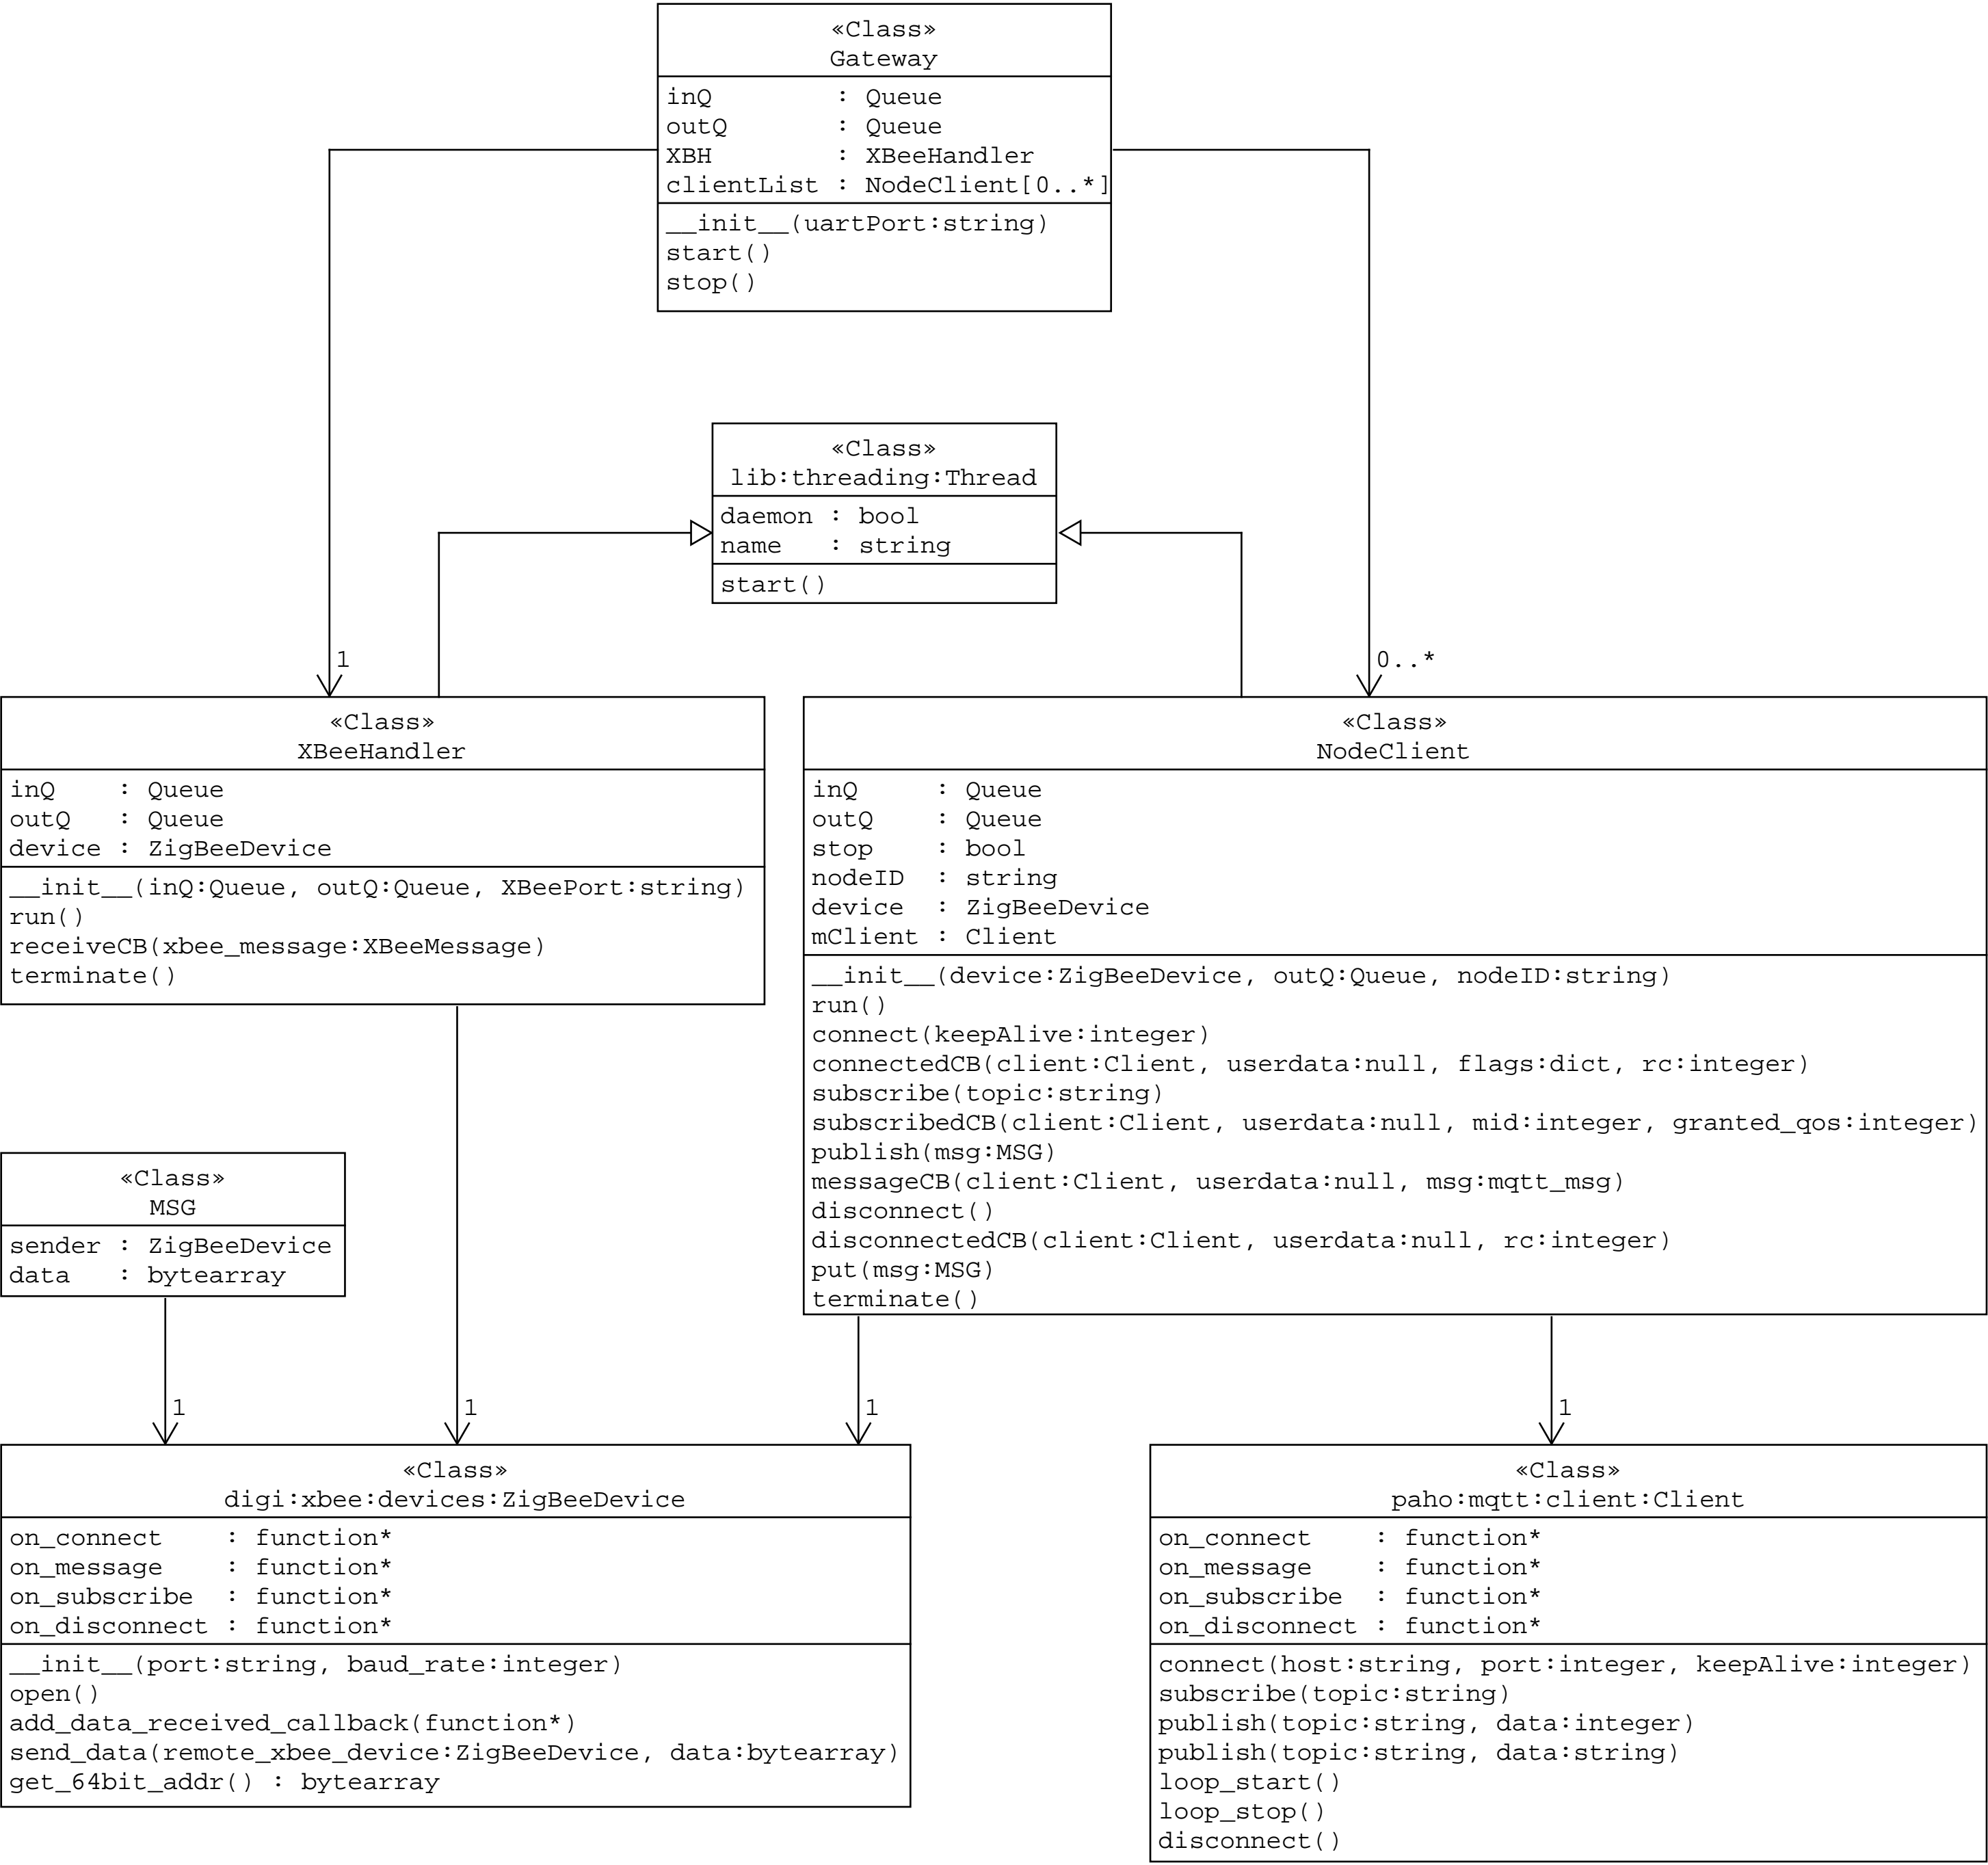 «Class»
Gateway
inQ        : Queue
outQ       : Queue
XBH        : XBeeHandler
clientList : NodeClient[0..*]
__init__(uartPort:string)
start()
stop()
«Class»
lib:threading:Thread
daemon : bool
name   : string
start()
1
0..*
«Class»
XBeeHandler
inQ    : Queue
outQ   : Queue
device : ZigBeeDevice
__init__(inQ:Queue, outQ:Queue, XBeePort:string)
run()
receiveCB(xbee_message:XBeeMessage)
terminate()
«Class»
NodeClient
inQ     : Queue
outQ    : Queue
stop    : bool
nodeID  : string
device  : ZigBeeDevice
mClient : Client
__init__(device:ZigBeeDevice, outQ:Queue, nodeID:string)
run()
connect(keepAlive:integer)
connectedCB(client:Client, userdata:null, flags:dict, rc:integer)
subscribe(topic:string)
subscribedCB(client:Client, userdata:null, mid:integer, granted_qos:integer)
publish(msg:MSG)
messageCB(client:Client, userdata:null, msg:mqtt_msg)
disconnect()
disconnectedCB(client:Client, userdata:null, rc:integer)
put(msg:MSG)
terminate()
«Class»
MSG
sender : ZigBeeDevice
data   : bytearray
1
1
1
1
«Class»
digi:xbee:devices:ZigBeeDevice
on_connect    : function*
on_message    : function*
on_subscribe  : function*
on_disconnect : function*
__init__(port:string, baud_rate:integer)
open()
add_data_received_callback(function*)
send_data(remote_xbee_device:ZigBeeDevice, data:bytearray)
get_64bit_addr() : bytearray
«Class»
paho:mqtt:client:Client
on_connect    : function*
on_message    : function*
on_subscribe  : function*
on_disconnect : function*
connect(host:string, port:integer, keepAlive:integer)
subscribe(topic:string)
publish(topic:string, data:integer)
publish(topic:string, data:string)
loop_start()
loop_stop()
disconnect()